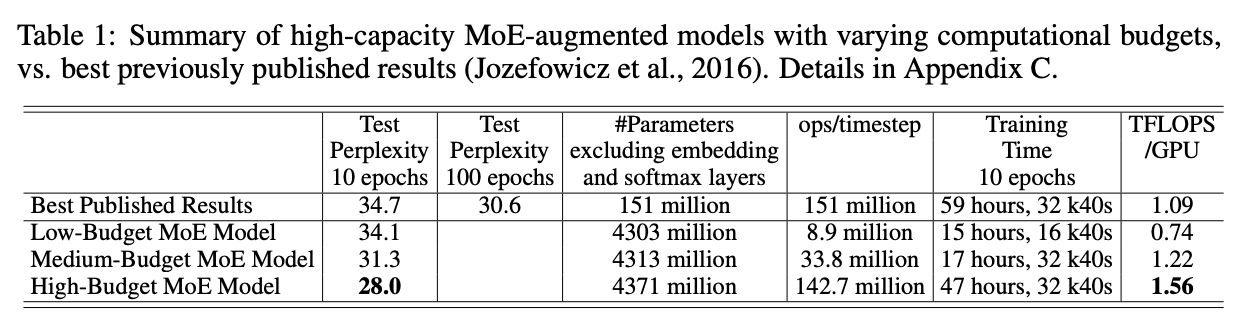 Table 1: Summary of high-capacity MoE-augmented models with varying computational budgets,
vs. best previously published results (Jozefowicz et al., 2016). Details in Appendix C.
Test Test #Parameters ops/timestep Training TFLOPS
Perplexity Perplexity excluding embedding Time /GPU
10 epochs 100 epochs and softmax layers 10 epochs
Best Published Results 34.7 30.6 151 million 151 million 59 hours, 32 k40s 1.09
Low-Budget MoE Model 34.1 4303 million 8.9 million 15 hours, 16 k40s 0.74
Medium-Budget MoE Model 31.3 4313 million 33.8 million 17 hours, 32 k40s 1.22
High-Budget MoE Model 28.0 4371 million 142.7 million 47 hours, 32 k40s 1.56